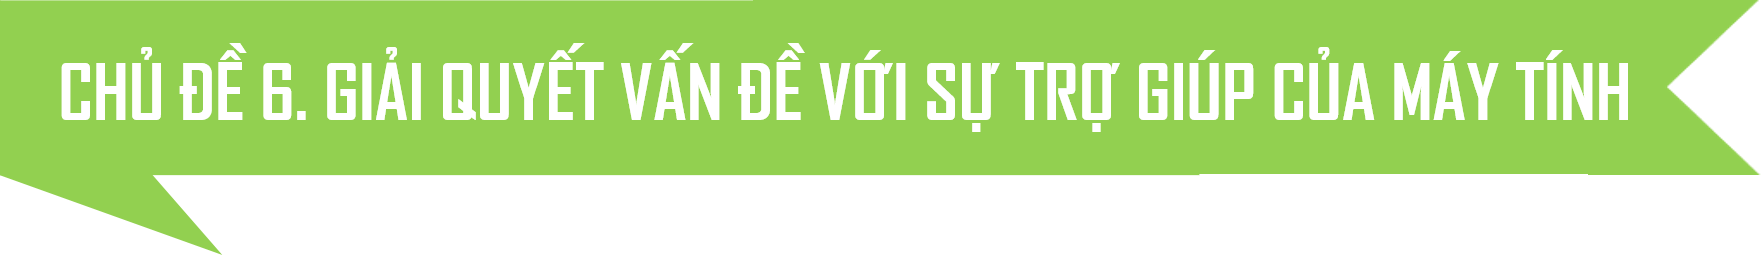 CHỦ ĐỀ 6. GIẢI QUYẾT VẤN ĐỀ VỚI SỰ TRỢ GIÚP CỦA MÁY TÍNH